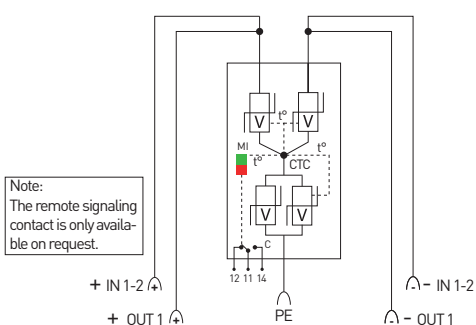 t°
V
V
MI
t°
t°
CTC
Note:
The remote signaling
contact is only availa-
ble on request.
V
V
C
12 11 14
+ IN 1-2
- IN 1-2
+ OUT 1
PE
- OUT 1